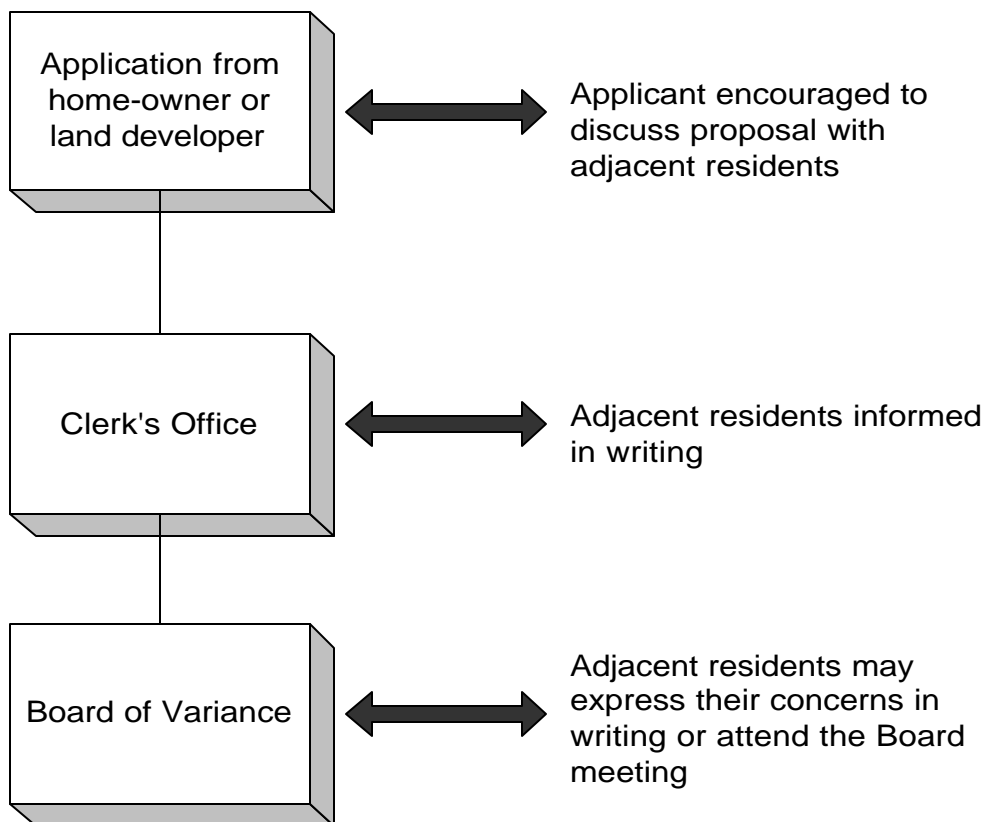 Application from
home-owner or
land developer
Applicant encouraged to
discuss proposal with
adjacent residents
Clerk's Office
Adjacent residents informed
in writing
Board of Variance
Adjacent residents may
express their concerns in
writing or attend the Board
meeting